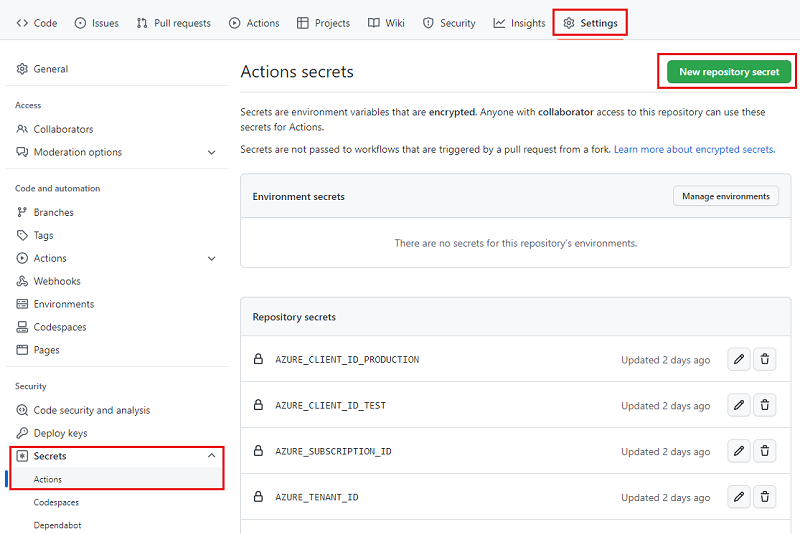 Code Issues Pull requests Actions Projects Wiki Security Insights Settings
General
Access
Collaborators
Moderation options
Code and automation
Branches
Tags
Actions
Webhooks
Environments
Codespaces
Pages
Security
Code security and analysis
Deploy keys
Secrets
Actions
Codespaces
Dependabot
Actions secrets
New repository secret
Secrets are environment variables that are encrypted. Anyone with collaborator access to this repository can use these
secrets for Actions.
Secrets are not passed to workflows that are triggered by a pull request from a fork. Learn more about encrypted secrets.
Environment secrets
Manage environments
There are no secrets for this repository's environments.
Repository secrets
AZURE_CLIENT_ID_PRODUCTION Updated 2 days ago
AZURE_CLIENT_ID_TEST Updated 2 days ago
AZURE_SUBSCRIPTION_ID Updated 2 days ago
AZURE_TENANT_ID Updated 2 days ago